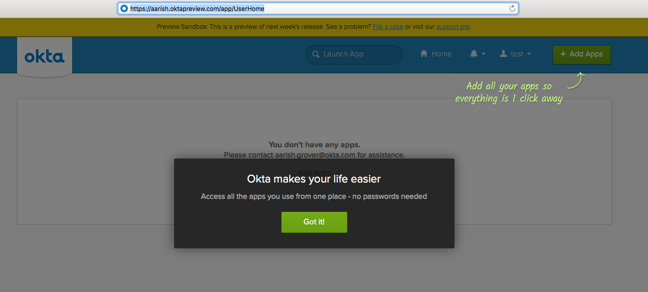 https://aarish.oktapreview.com/app/UserHome
Preview Sandbox: This is a preview of next week's release. See a problem? File a case or visit our support site.
okta
Launch App
Home
test
+ Add Apps
Add all your apps so
everything is 1 click away
You don't have any apps.
Please contact aarish.grover@okta.com for assistance.
Okta makes your life easier
Access all the apps you use from one place - no passwords needed
Got it!